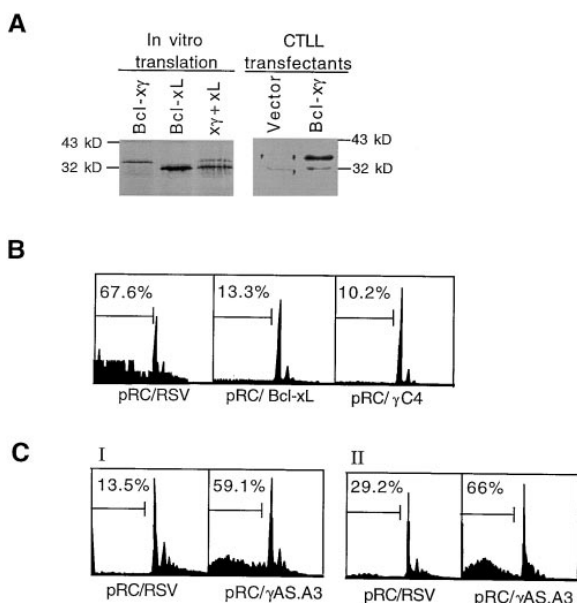 A
In vitro translation
CTLL transfectants
Bcl-xγ
Bcl-xL
xγ+xL
Vector
Bcl-xγ
43 kD
32 kD
43 kD
32 kD
B
67.6%
13.3%
10.2%
pRC/RSV
pRC/Bcl-xL
pRC/γC4
C
I
II
13.5%
59.1%
29.2%
66%
pRC/RSV
pRC/γAS.A3
pRC/RSV
pRC/γAS.A3